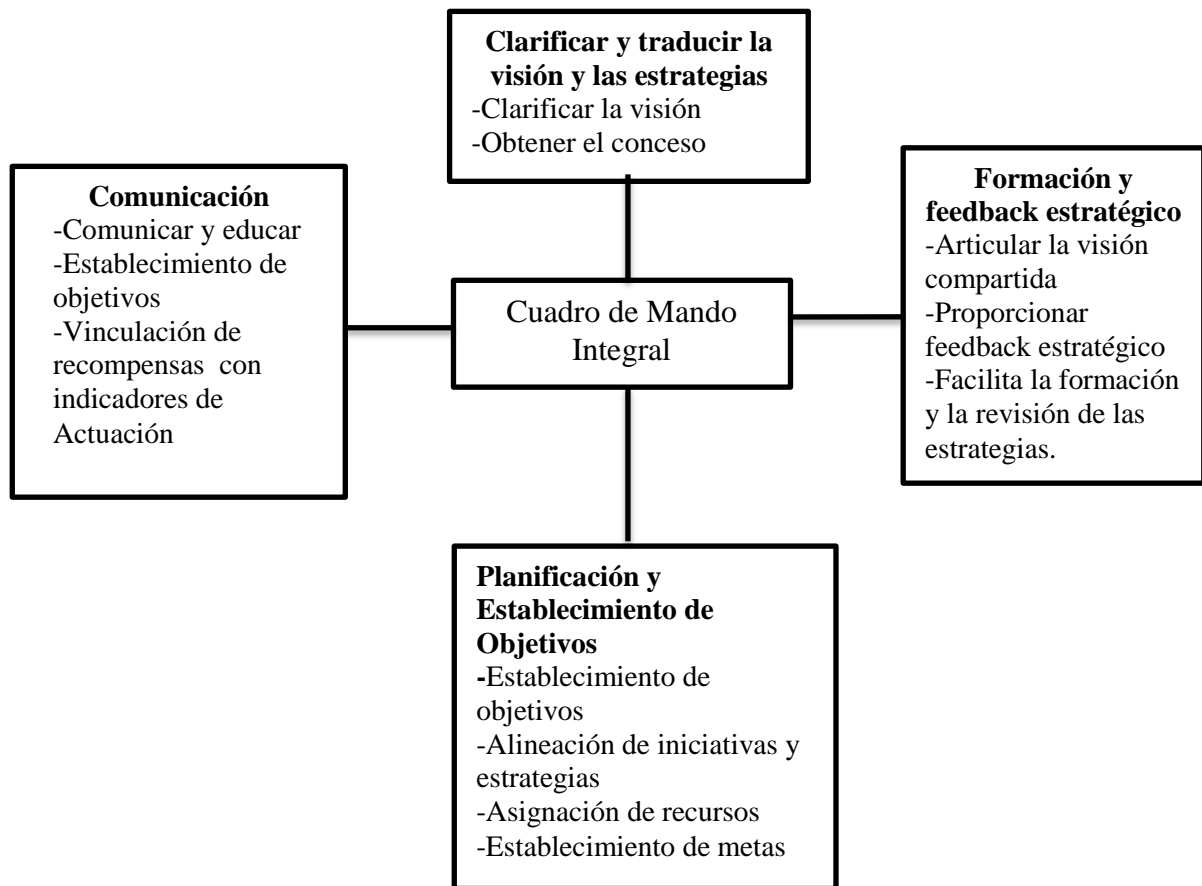 Clarificar y traducir la
visión y las estrategias
-Clarificar la visión
-Obtener el conceso
Comunicación
-Comunicar y educar
-Establecimiento de
objetivos
-Vinculación de
recompensas con
indicadores de
Actuación
Cuadro de Mando
Integral
Formación y
feedback estratégico
-Articular la visión
compartida
-Proporcionar
feedback estratégico
-Facilita la formación
y la revisión de las
estrategias.
Planificación y
Establecimiento de
Objetivos
-Establecimiento de
objetivos
-Alineación de iniciativas y
estrategias
-Asignación de recursos
-Establecimiento de metas